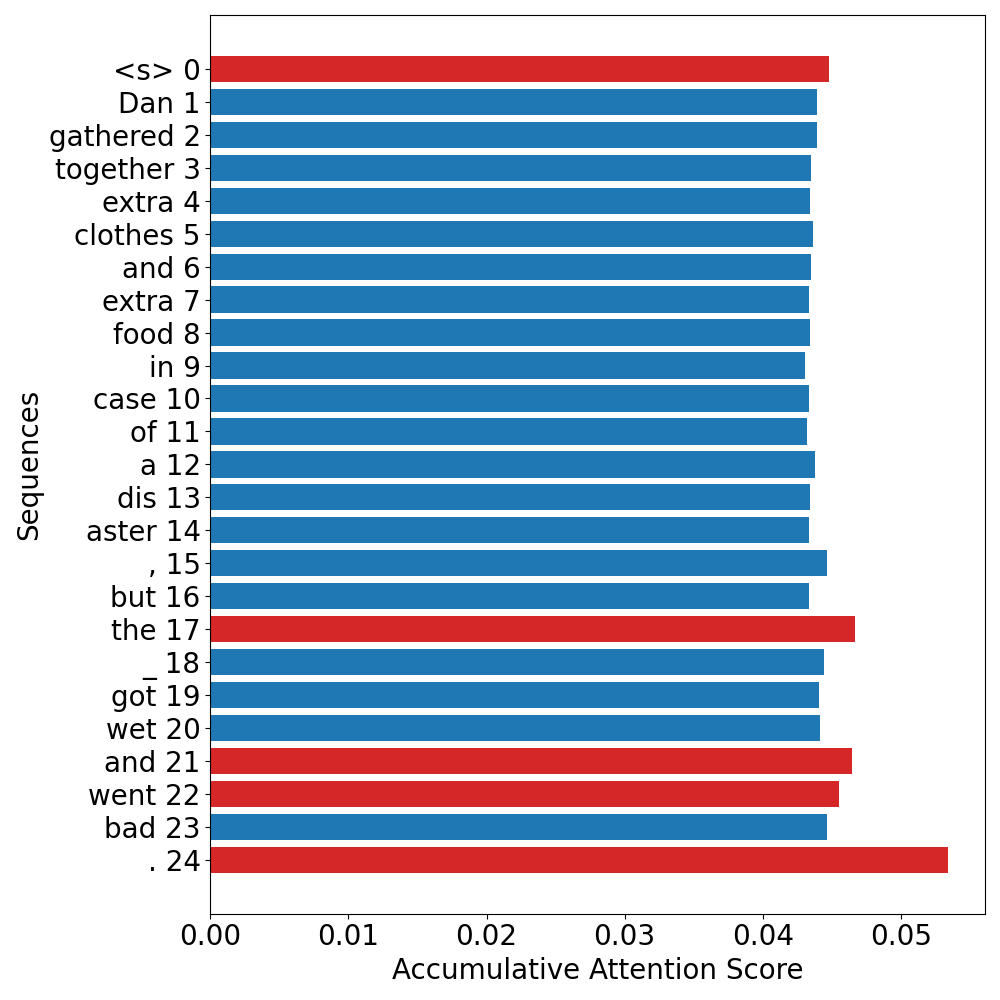 <s> 0
Dan 1
gathered 2
together 3
extra 4
clothes 5
and 6
extra 7
food 8
in 9
case 10
of 11
a 12
dis 13
aster 14
, 15
but 16
the 17
_ 18
got 19
wet 20
and 21
went 22
bad 23
. 24
Sequences
0.00 0.01 0.02 0.03 0.04 0.05
Accumulative Attention Score